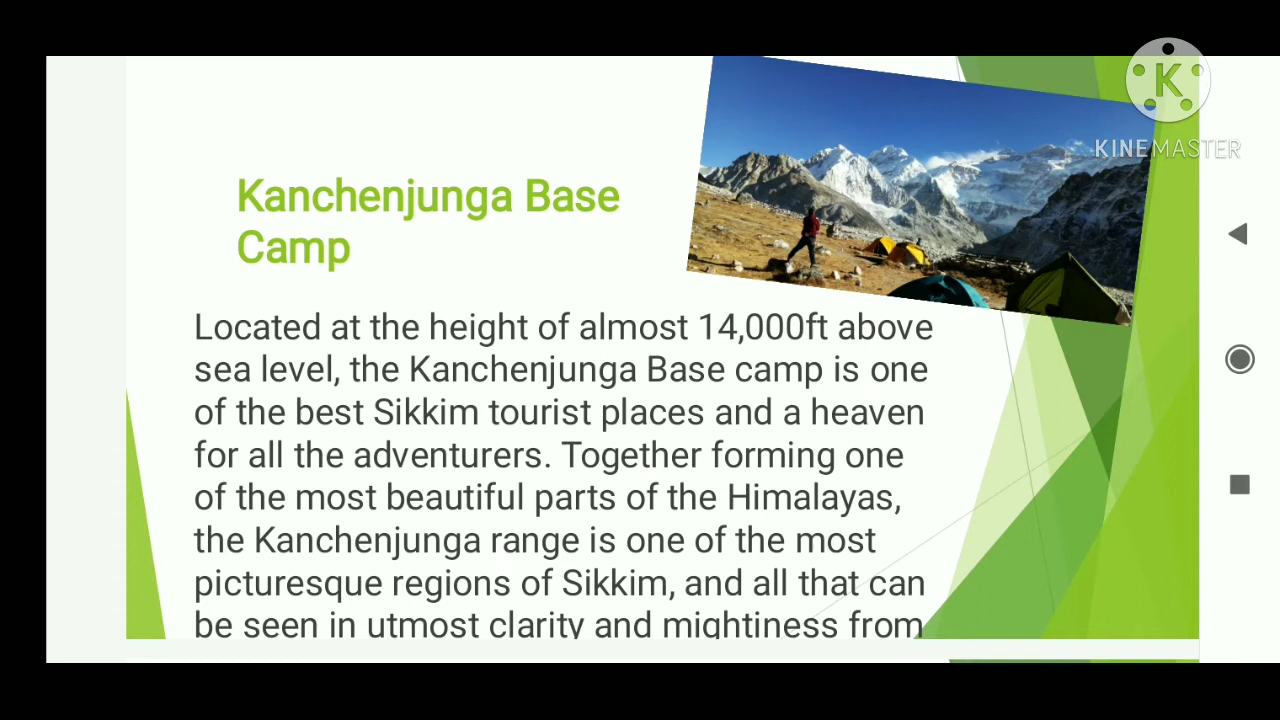 K
KINEMASTER
Kanchenjunga Base
Camp
Located at the height of almost 14,000ft above
sea level, the Kanchenjunga Base camp is one
of the best Sikkim tourist places and a heaven
for all the adventurers. Together forming one
of the most beautiful parts of the Himalayas,
the Kanchenjunga range is one of the most
picturesque regions of Sikkim, and all that can
be seen in utmost clarity and mightiness from